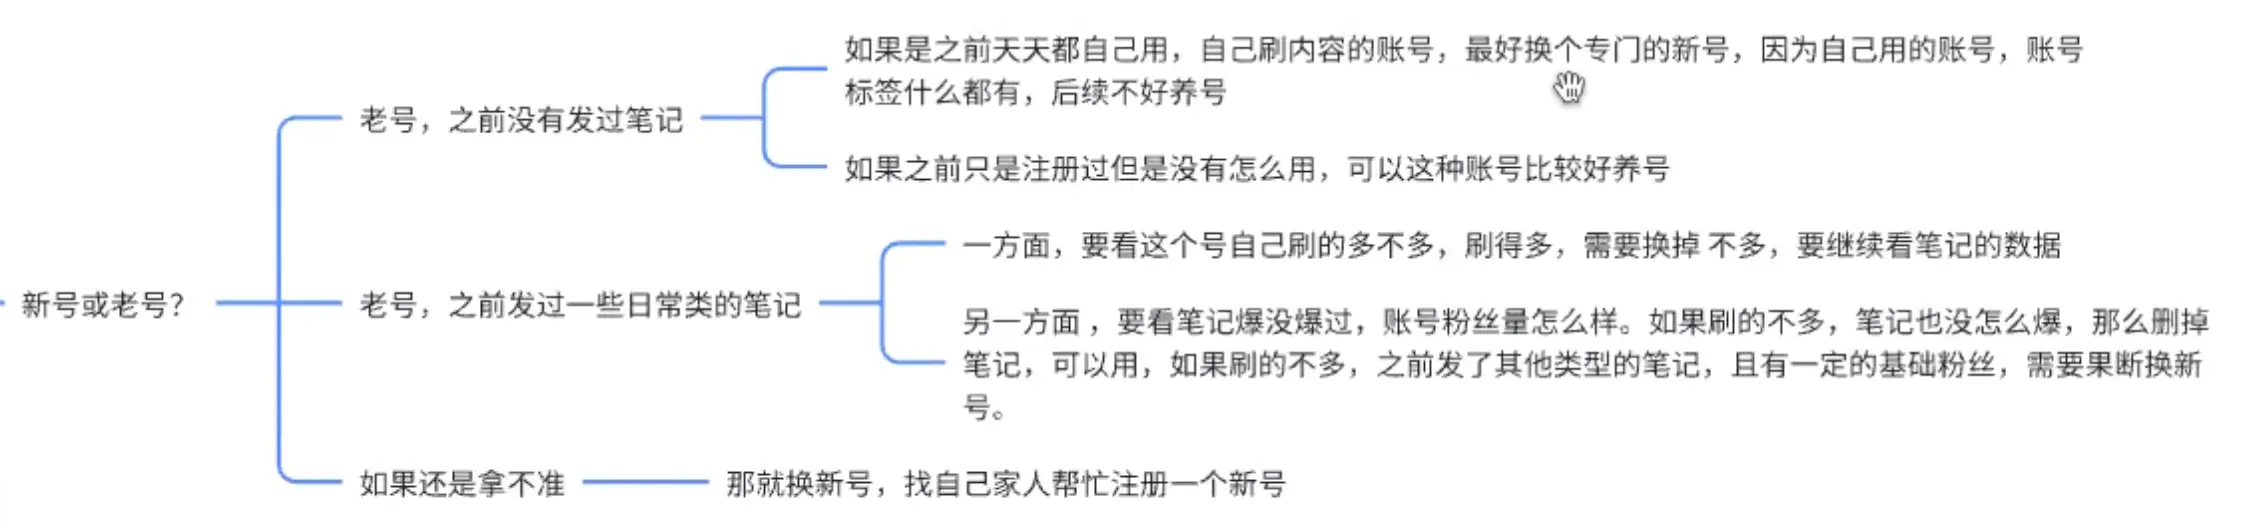 新号或老号？
老号，之前没有发过笔记
如果是之前天天都自己用，自己刷内容的账号，最好换个专门的新号，因为自己用的账号，账号
标签什么都有，后续不好养号
如果之前只是注册过但是没有怎么用，可以这种账号比较好养号
老号，之前发过一些日常类的笔记
一方面，要看这个号自己刷的多不多，刷得多，需要换掉 不多，要继续看笔记的数据
另一方面 ，要看笔记爆没爆过，账号粉丝量怎么样。如果刷的不多，笔记也没怎么爆，那么删掉
笔记，可以用，如果刷的不多，之前发了其他类型的笔记，且有一定的基础粉丝，需要果断换新
号。
如果还是拿不准
那就换新号，找自己家人帮忙注册一个新号